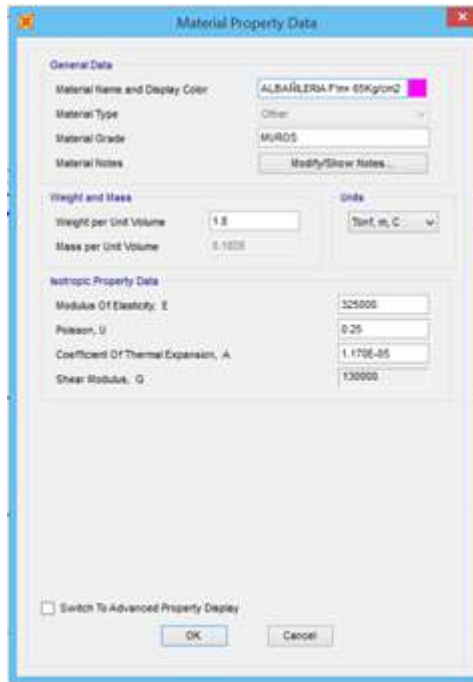 Material Property Data
General Data
Material Name and Display Color ALBAÑILERIA F'm= 65Kg/cm2
Material Type Other
Material Grade MUROS
Material Notes Modify/Show Notes...
Weight and Mass Units
Weight per Unit Volume 1.8 Tonf, m, C
Mass per Unit Volume
Isotropic Property Data
Modulus Of Elasticity, E 325000.
Poisson, U 0.25
Coefficient Of Thermal Expansion, A 1.170E-05
Shear Modulus, G 130000.
Switch To Advanced Property Display
OK Cancel